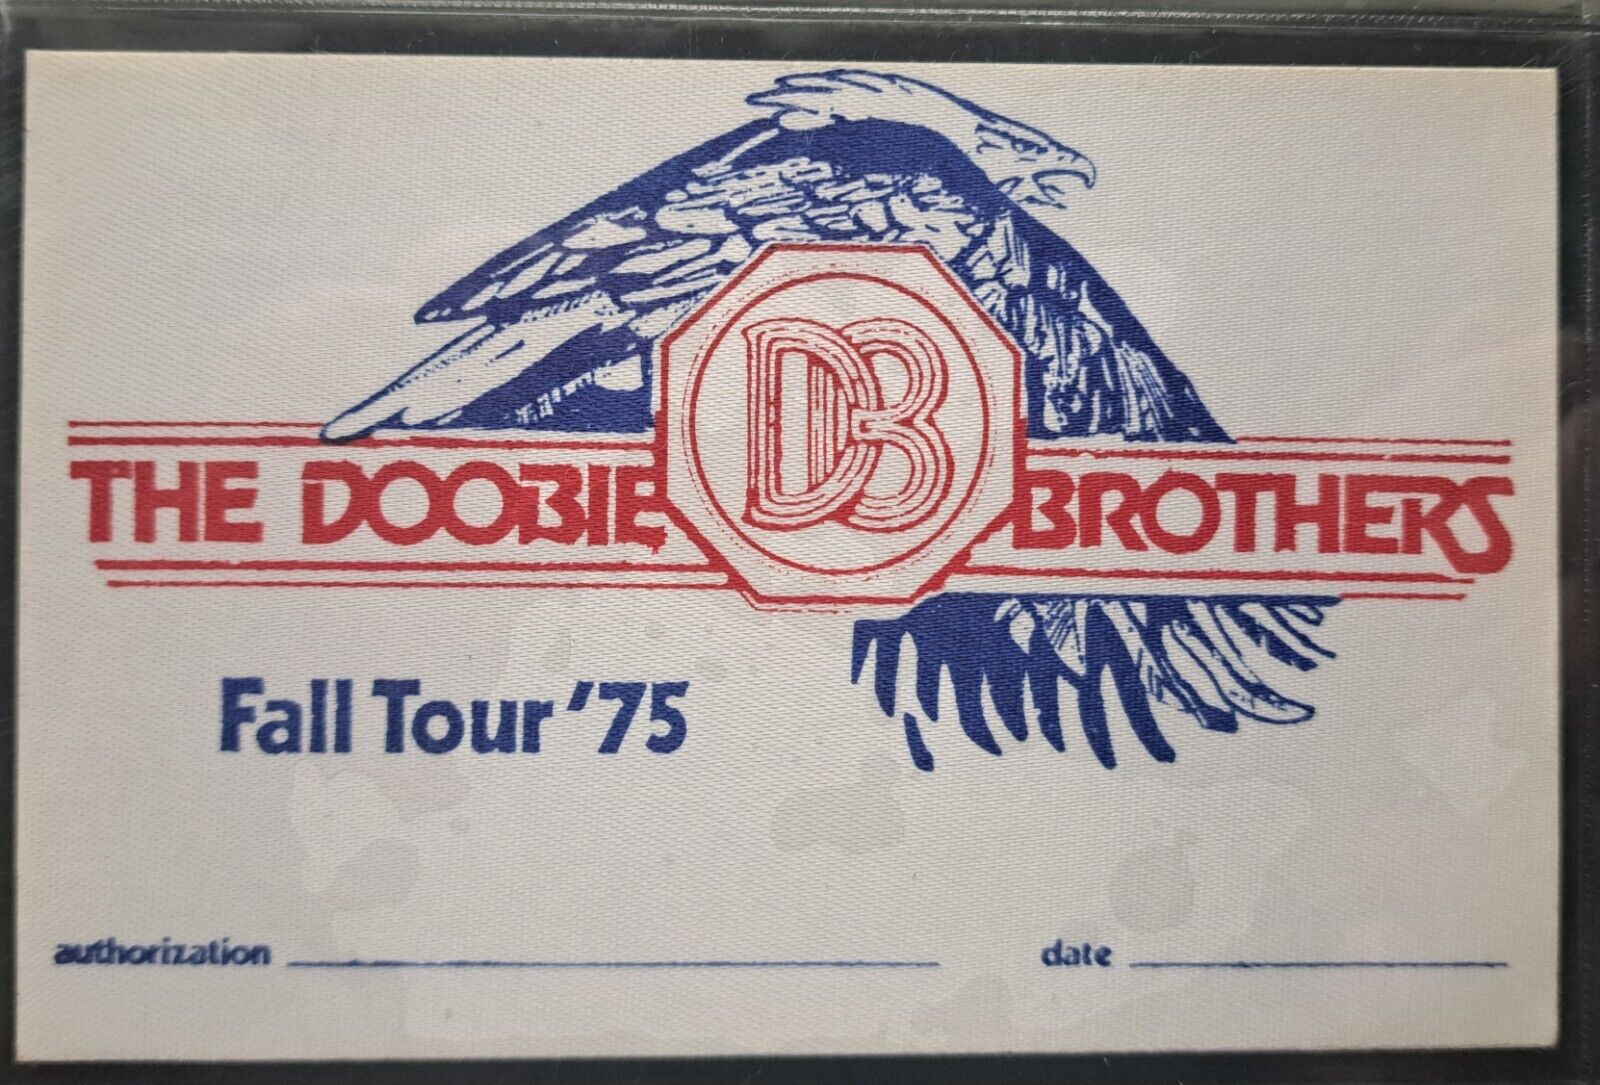 DB
THE DOOBIE BROTHERS
Fall Tour '75
authorization date